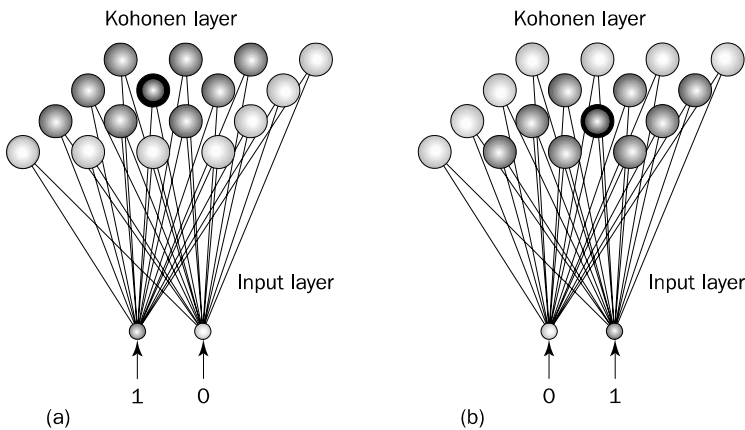 Kohonen layer
Input layer
1 0
(a)
Kohonen layer
Input layer
0 1
(b)